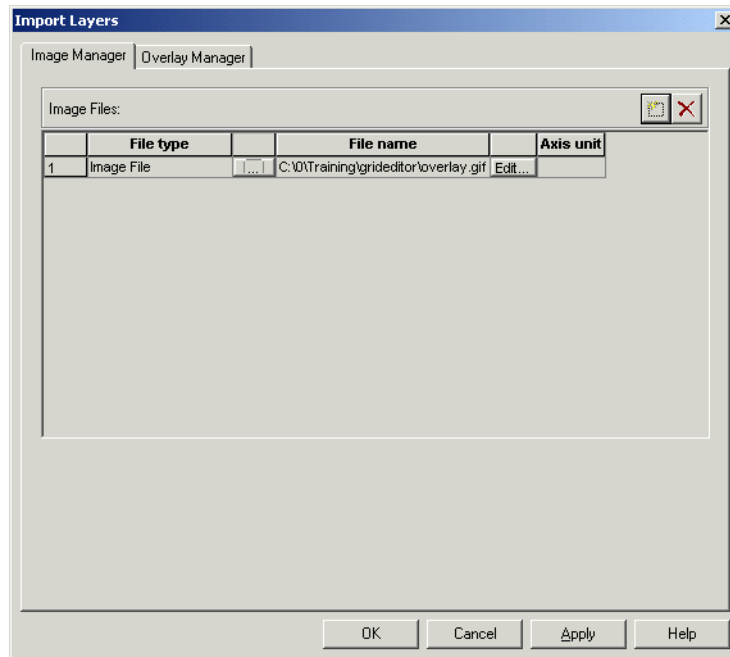 Import Layers
Image Manager
Overlay Manager
Image Files:
File type File name Axis unit
1 Image File ... C:\0\Training\grideditor\overlay.gif Edit...
OK Cancel Apply Help